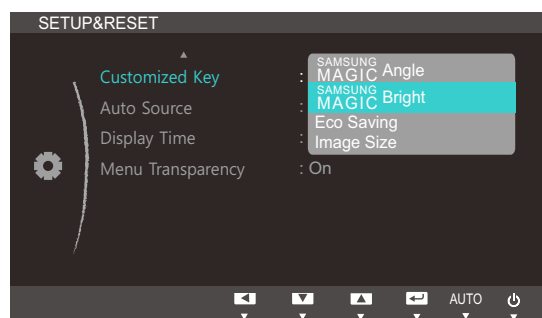 SETUP&RESET
Customized Key : SAMSUNG MAGIC Angle
SAMSUNG MAGIC Bright
Auto Source :
Eco Saving
Display Time :
Image Size
Menu Transparency : On
AUTO